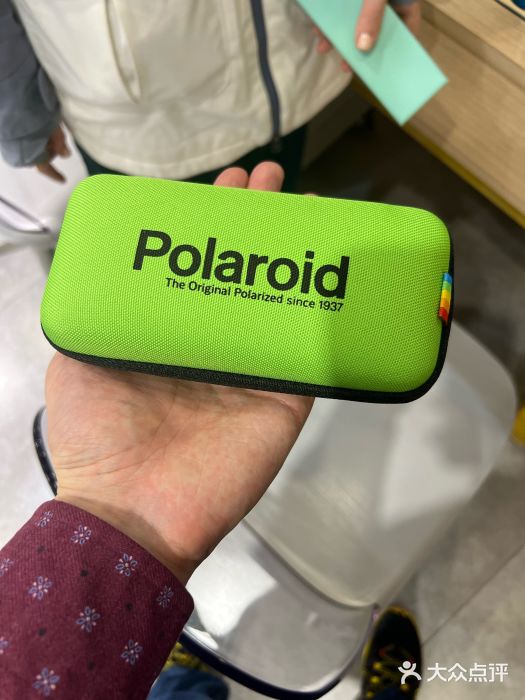 Polaroid
The Original Polarized since 1937
大众点评